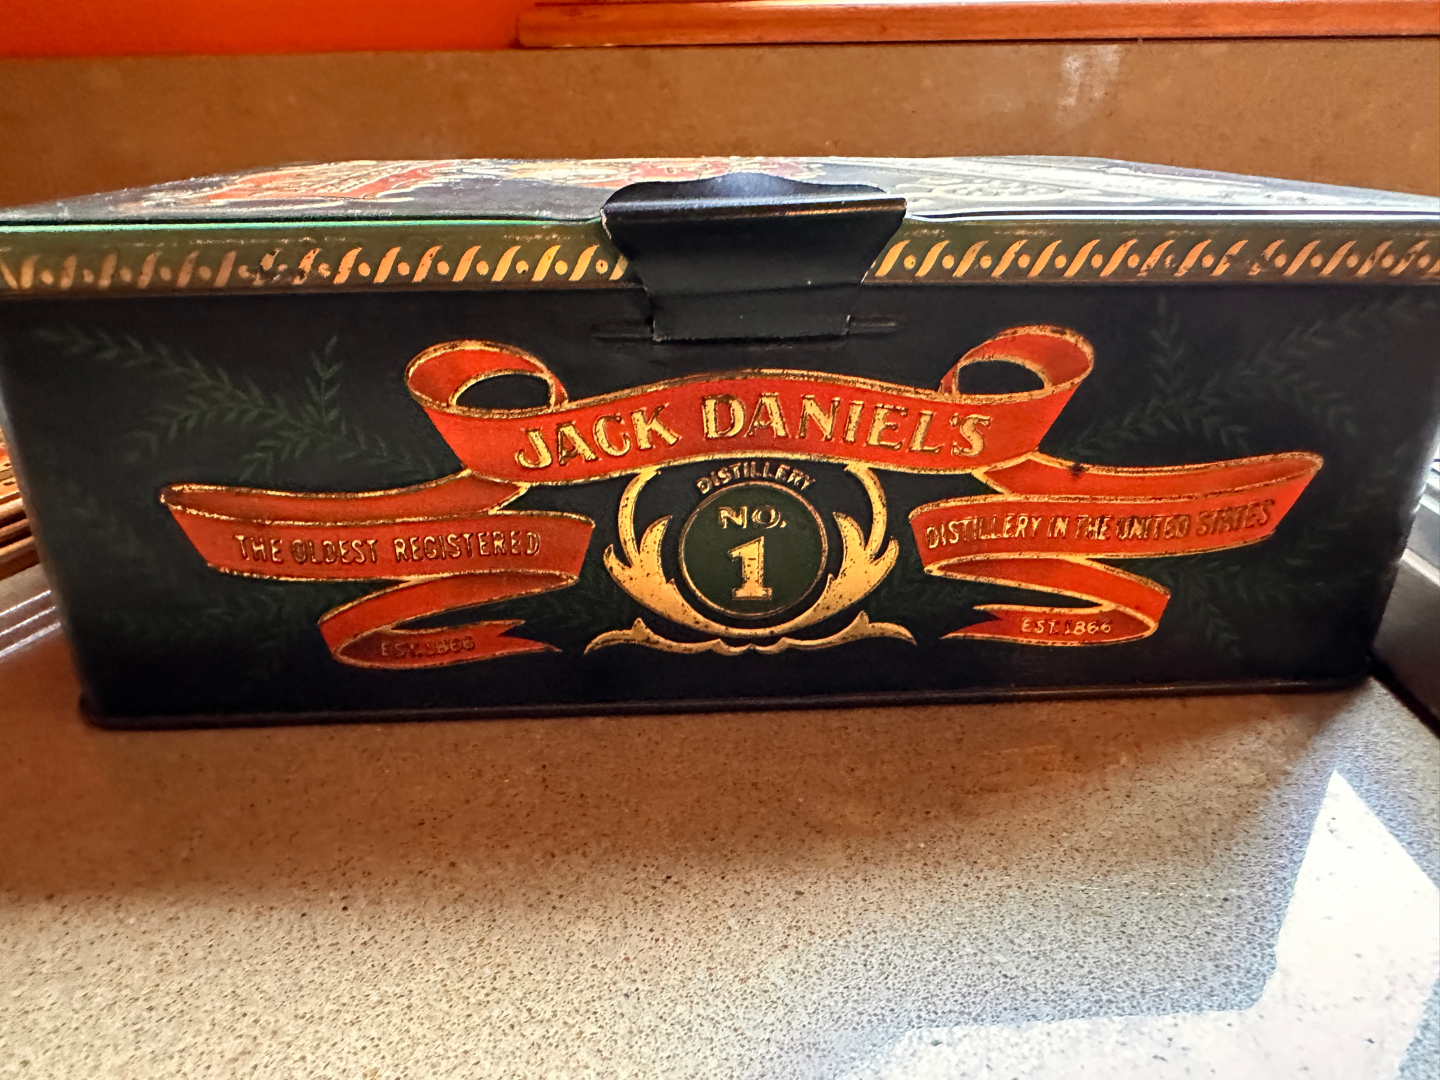 JACK DANIEL'S
DISTILLERY
No.
1
THE OLDEST REGISTERED
DISTILLERY IN THE UNITED STATES
EST. 1866
EST. 1866